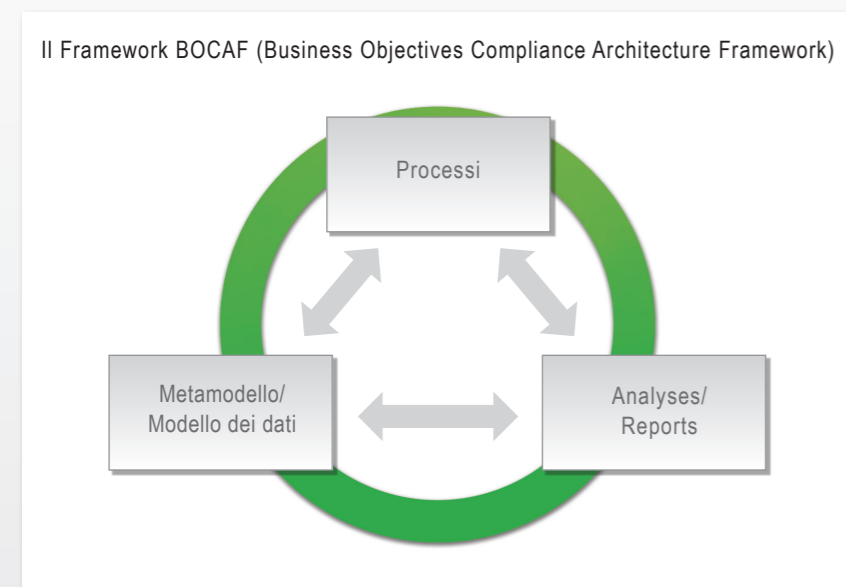 Il Framework BOCAF (Business Objectives Compliance Architecture Framework)
Processi
Metamodello/
Modello dei dati
Analyses/
Reports